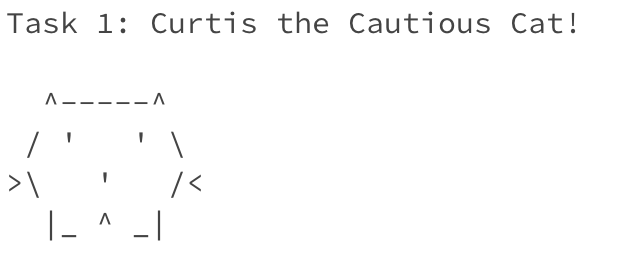 Task 1: Curtis the Cautious Cat!

  ^-----^
 / '   ' \
>\   '   /<
  |_ ^ _|